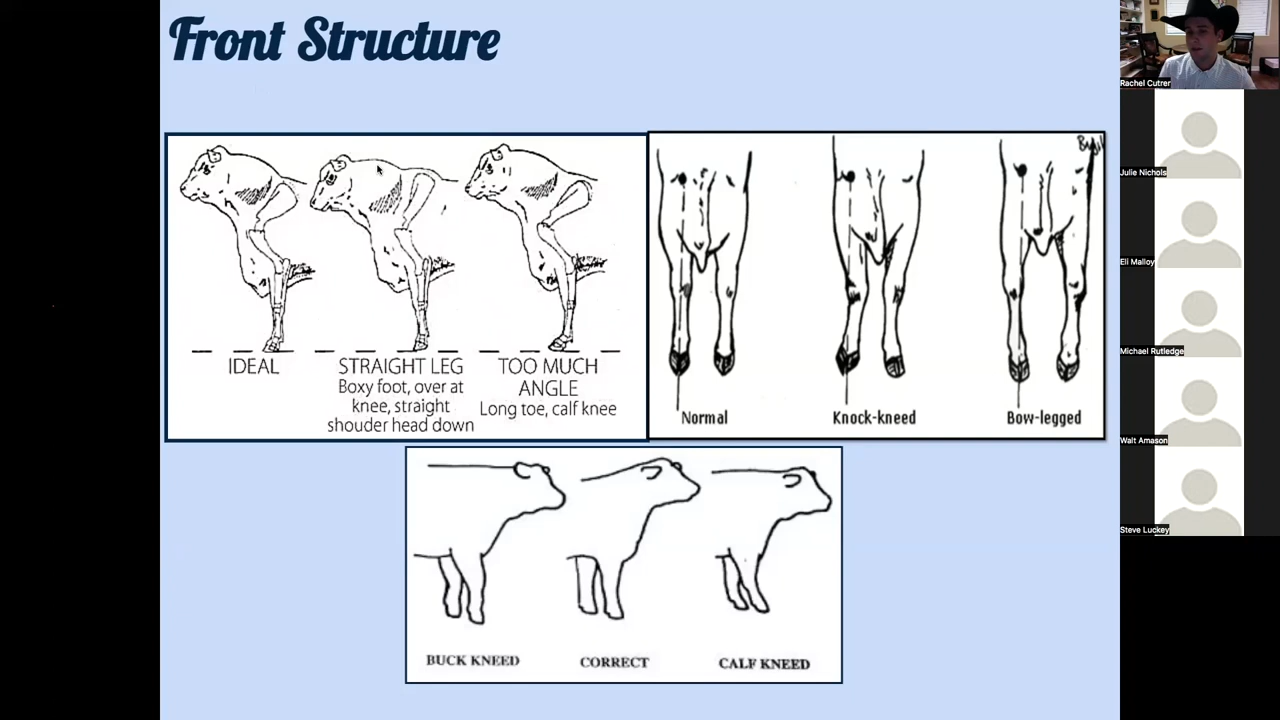 Front Structure
IDEAL
STRAIGHT LEG
Boxy foot, over at
knee, straight
shouder head down
TOO MUCH
ANGLE
Long toe, calf knee
Normal
Knock-kneed
Bow-legged
BUCK KNEED
CORRECT
CALF KNEED
Rachel Cutrer
Julie Nichols
Eli Malloy
Michael Rutledge
Walt Amason
Steve Luckey